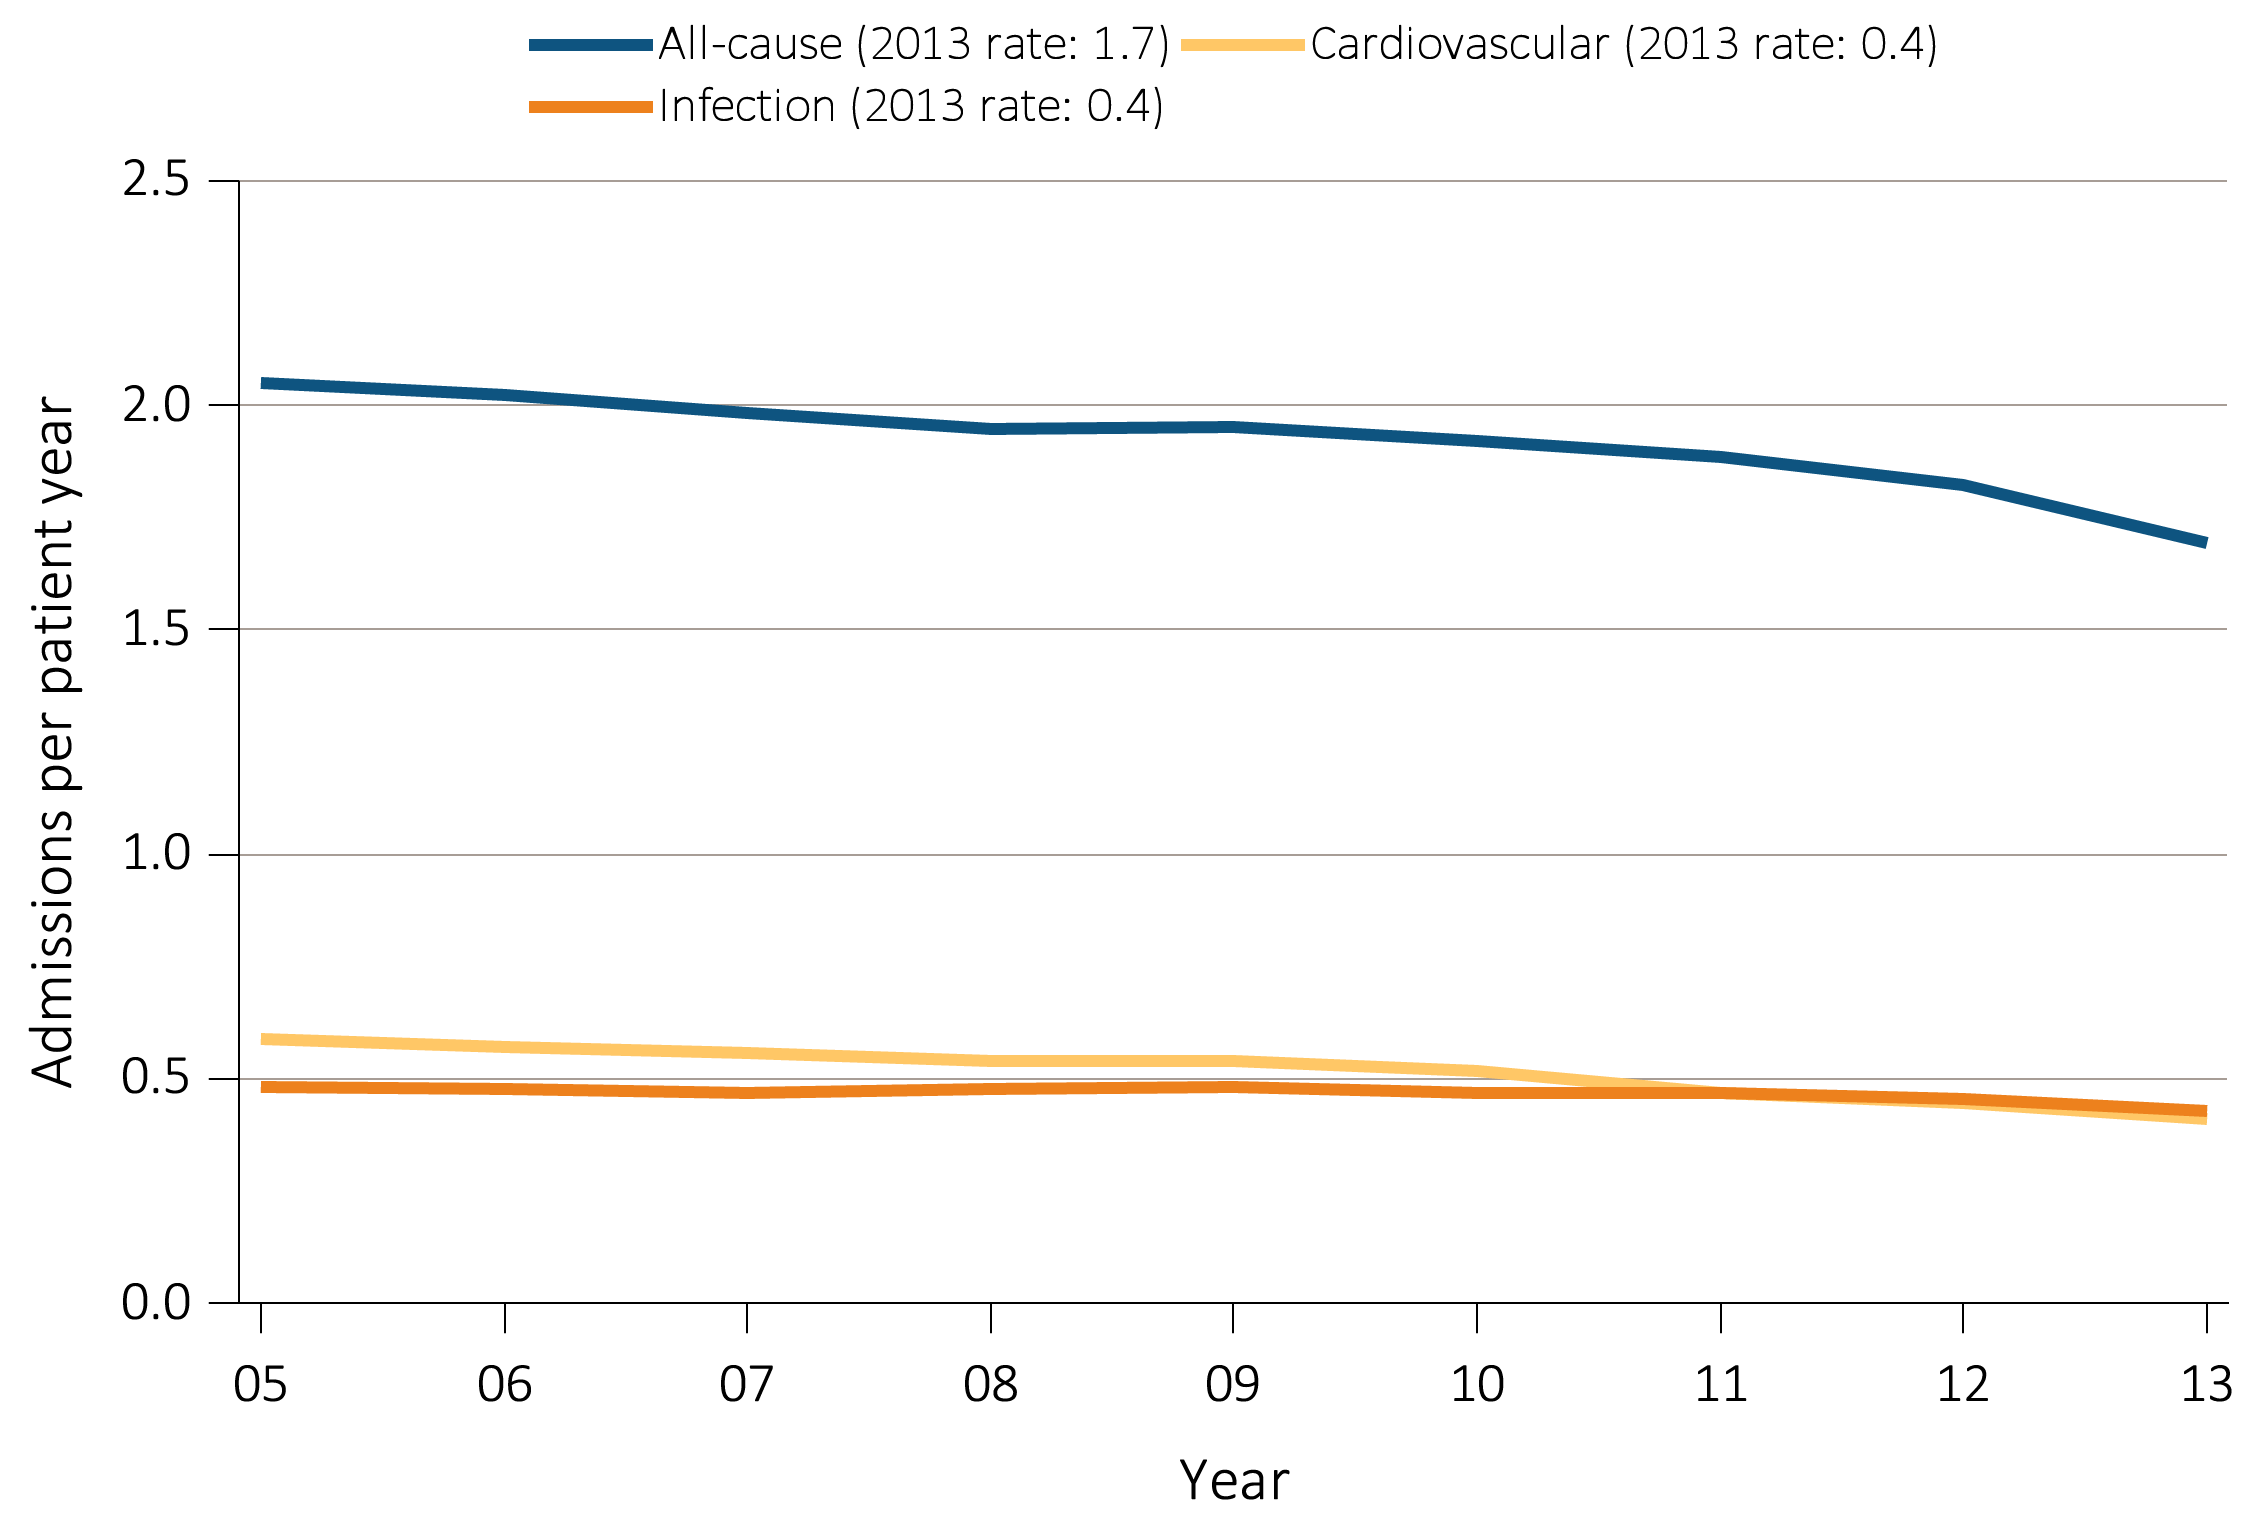 All-cause (2013 rate: 1.7) Cardiovascular (2013 rate: 0.4)
Infection (2013 rate: 0.4)
2.5
2.0
1.5
1.0
0.5
0.0
Admissions per patient year
05 06 07 08 09 10 11 12 13
Year